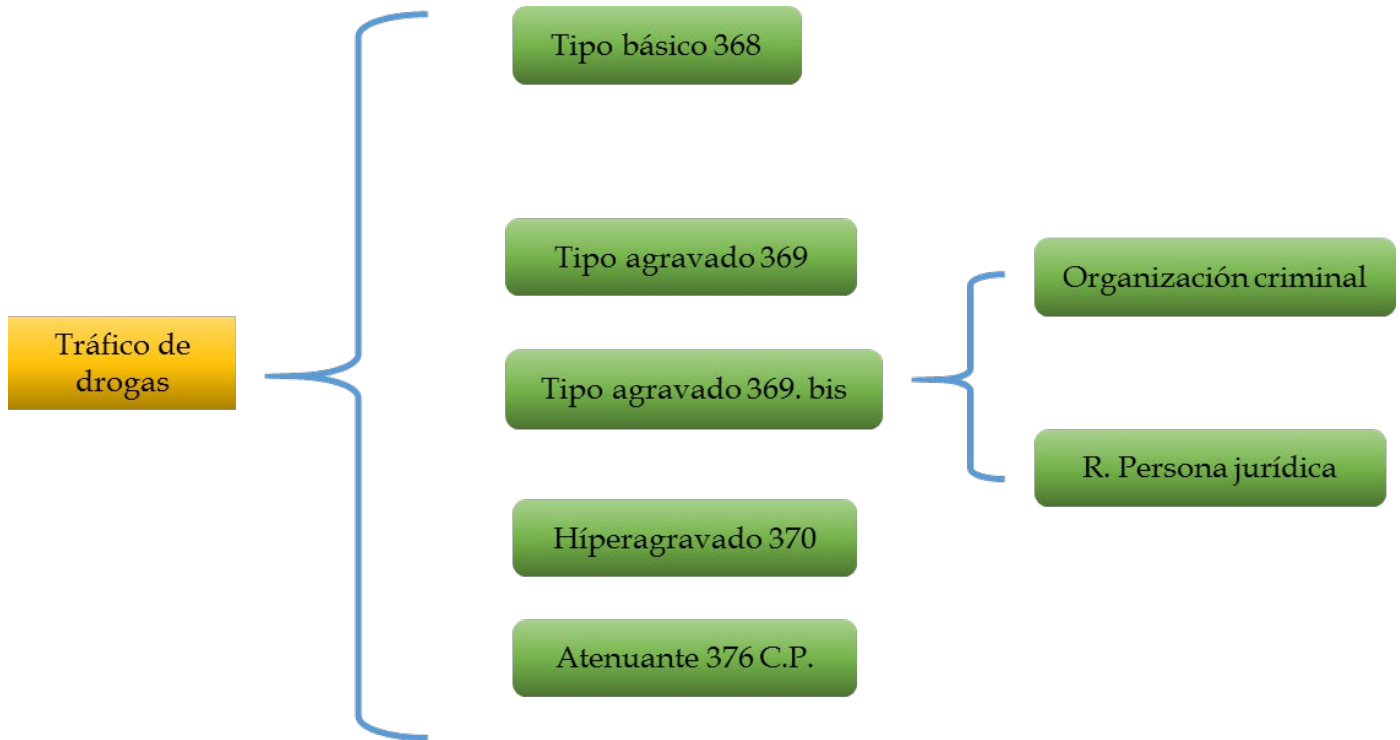 Tráfico de
drogas
Tipo básico 368
Tipo agravado 369
Tipo agravado 369. bis
Organización criminal
R. Persona jurídica
Híperagravado 370
Atenuante 376 C.P.